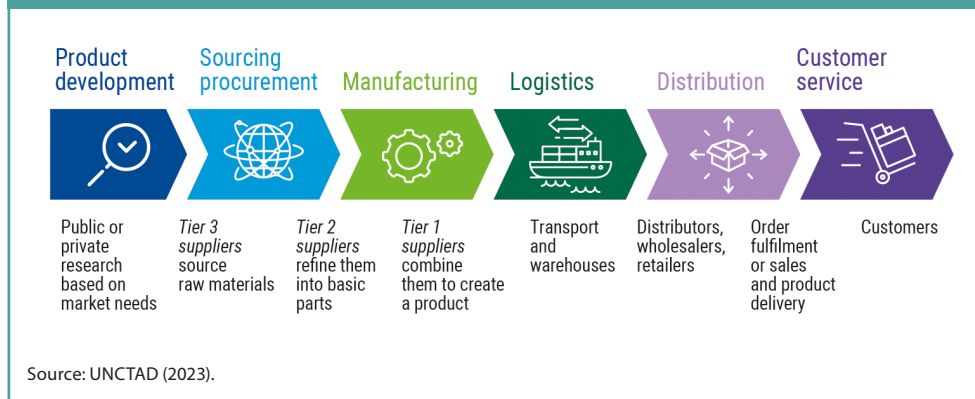 Product
development
Sourcing
procurement
Manufacturing
Logistics
Distribution
Customer
service
Public or
private
research
based on
market needs
Tier 3
suppliers
source
raw materials
Tier 2
suppliers
refine them
into basic
parts
Tier 1
suppliers
combine
them to create
a product
Transport
and
warehouses
Distributors,
wholesalers,
retailers
Order
fulfilment
or sales
and product
delivery
Customers
Source: UNCTAD (2023).